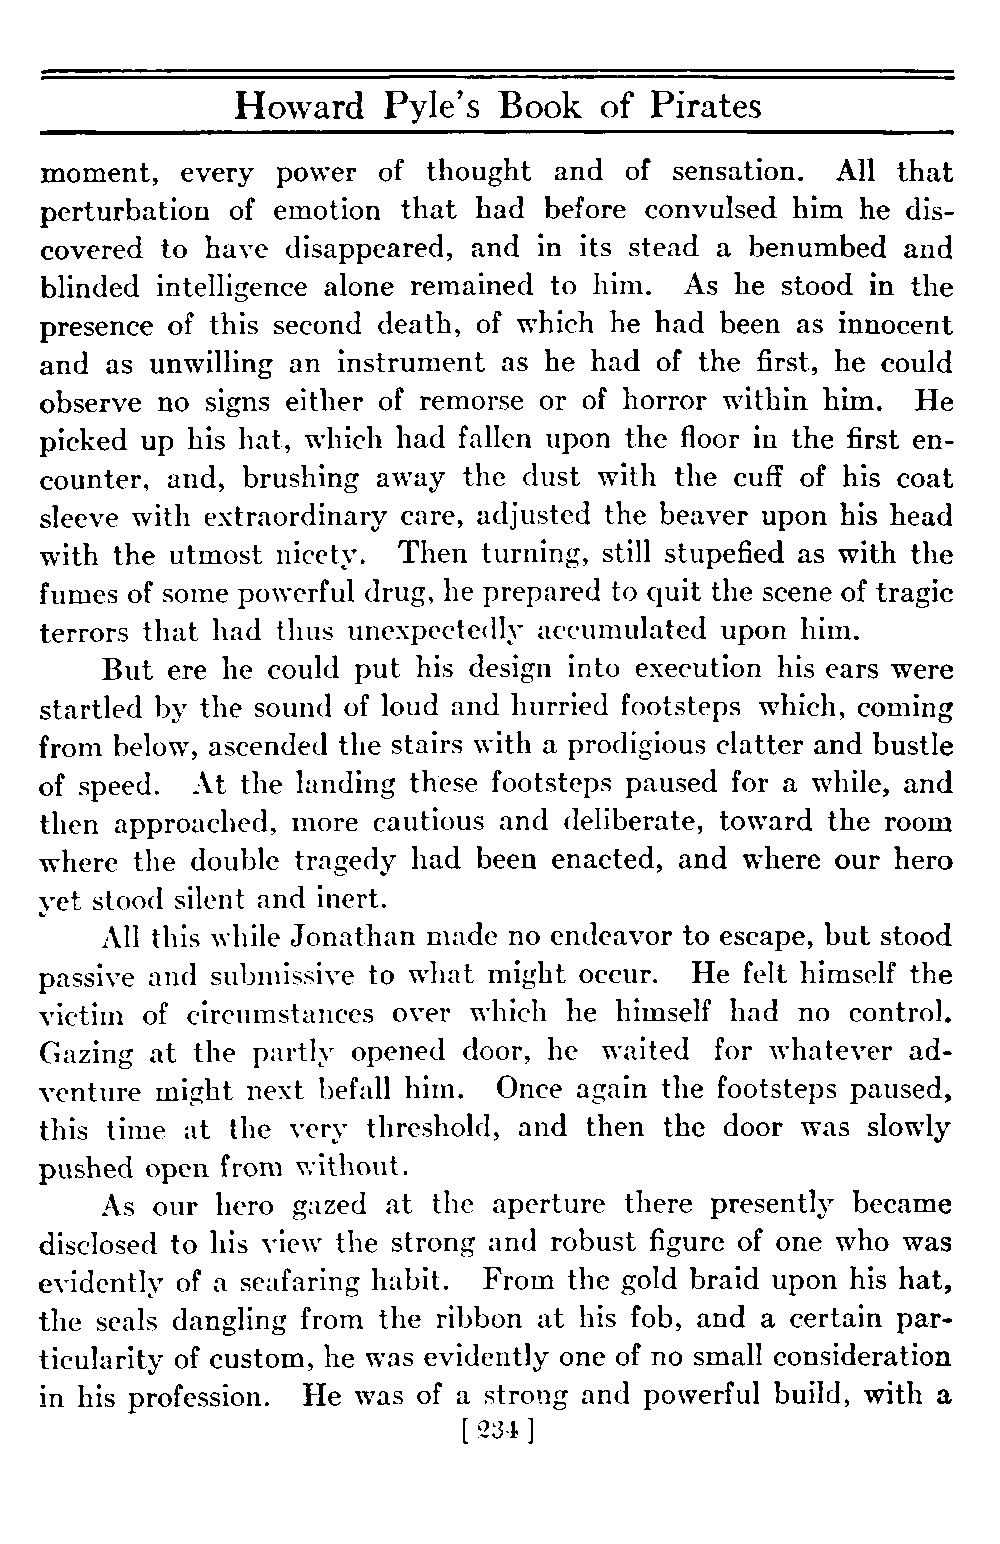 Howard Pyle's Book of Pirates
moment, every power of thought and of sensation. All that
perturbation of emotion that had before convulsed him he dis-
covered to have disappeared, and in its stead a benumbed and
blinded intelligence alone remained to him. As he stood in the
presence of this second death, of which he had been as innocent
and as unwilling an instrument as he had of the first, he could
observe no signs either of remorse or of horror within him. He
picked up his hat, which had fallen upon the floor in the first en-
counter, and, brushing away the dust with the cuff of his coat
sleeve with extraordinary care, adjusted the beaver upon his head
with the utmost nicety. Then turning, still stupefied as with the
fumes of some powerful drug, he prepared to quit the scene of tragic
terrors that had thus unexpectedly accumulated upon him.
But ere he could put his design into execution his ears were
startled by the sound of loud and hurried footsteps which, coming
from below, ascended the stairs with a prodigious clatter and bustle
of speed. At the landing these footsteps paused for a while, and
then approached, more cautious and deliberate, toward the room
where the double tragedy had been enacted, and where our hero
yet stood silent and inert.
All this while Jonathan made no endeavor to escape, but stood
passive and submissive to what might occur. He felt himself the
victim of circumstances over which he himself had no control.
Gazing at the partly opened door, he waited for whatever ad-
venture might next befall him. Once again the footsteps paused,
this time at the very threshold, and then the door was slowly
pushed open from without.
As our hero gazed at the aperture there presently became
disclosed to his view the strong and robust figure of one who was
evidently of a seafaring habit. From the gold braid upon his hat,
the seals dangling from the ribbon at his fob, and a certain par-
ticularity of custom, he was evidently one of no small consideration
in his profession. He was of a strong and powerful build, with a
[ 234 ]